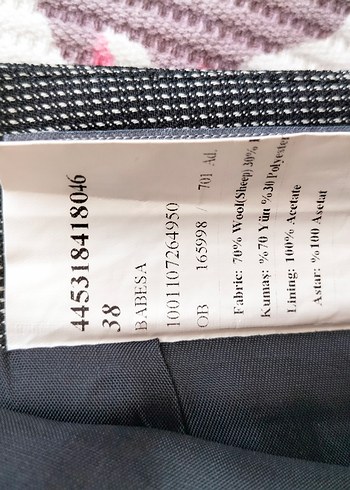 445318418046
38
BABESA
1001107264950
OB 165998 701 Ad.
Fabric: 70% Wool(Sheep) 30%
Kumaş: %70 Yün %30 Polyester
Lining: 100% Acetate
Astar: %100 Asetat